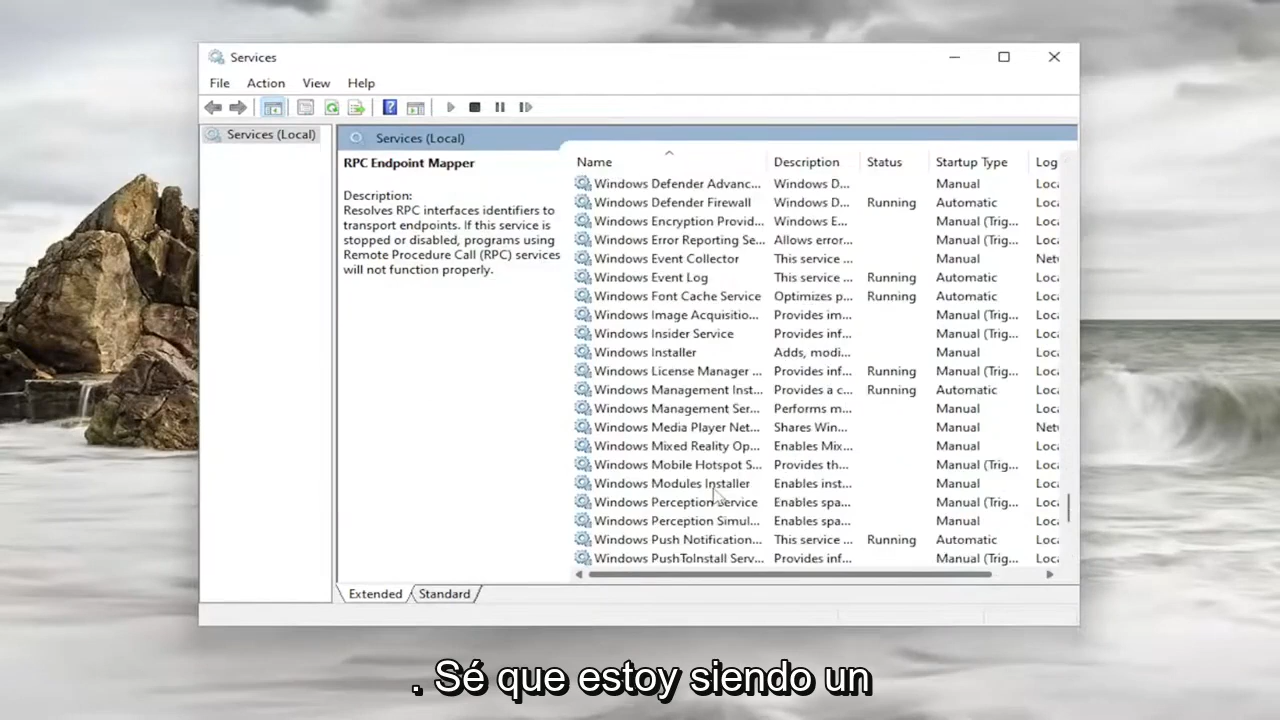 Services
File Action View Help
Services (Local)
Services (Local)
RPC Endpoint Mapper
Description:
Resolves RPC interfaces identifiers to
transport endpoints. If this service is
stopped or disabled, programs using
Remote Procedure Call (RPC) services
will not function properly.
Name Description Status Startup Type Log
Windows Defender Advanc... Windows D... Manual Loca
Windows Defender Firewall Windows D... Running Automatic Loca
Windows Encryption Provid... Windows E... Manual (Trig... Loca
Windows Error Reporting Se... Allows error... Manual (Trig... Loca
Windows Event Collector This service ... Manual Net
Windows Event Log This service ... Running Automatic Loca
Windows Font Cache Service Optimizes p... Running Automatic Loca
Windows Image Acquisitio... Provides im... Manual (Trig... Loca
Windows Insider Service Provides inf... Manual (Trig... Loca
Windows Installer Adds, modi... Manual Loca
Windows License Manager ... Provides inf... Running Manual (Trig... Loca
Windows Management Inst... Provides a c... Running Automatic Loca
Windows Management Ser... Performs m... Manual Loca
Windows Media Player Net... Shares Win... Manual Net
Windows Mixed Reality Op... Enables Mix... Manual Loca
Windows Mobile Hotspot S... Provides th... Manual (Trig... Loca
Windows Modules Installer Enables inst... Manual Loca
Windows Perception Service Enables spa... Manual (Trig... Loca
Windows Perception Simul... Enables spa... Manual Loca
Windows Push Notification... This service ... Running Automatic Loca
Windows PushToInstall Serv... Provides inf... Manual (Trig... Loca
Extended Standard
. Sé que estoy siendo un